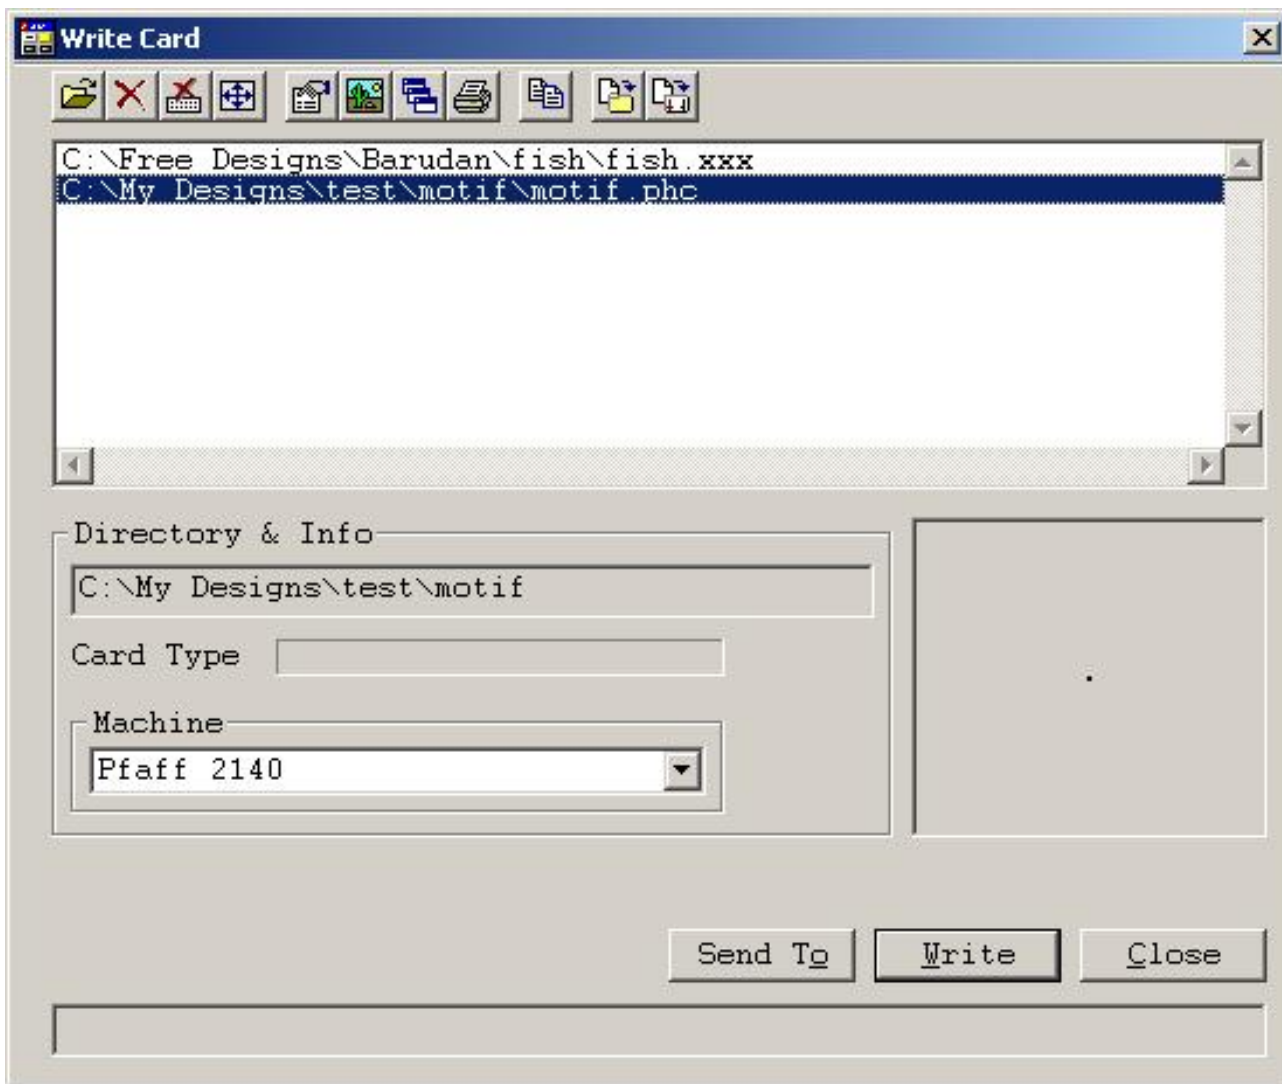 Write Card
C:\Free Designs\Barudan\fish\fish.xxx
C:\My Designs\test\motif\motif.phc
Directory & Info
C:\My Designs\test\motif
Card Type
Machine
Pfaff 2140
Send To
Write
Close